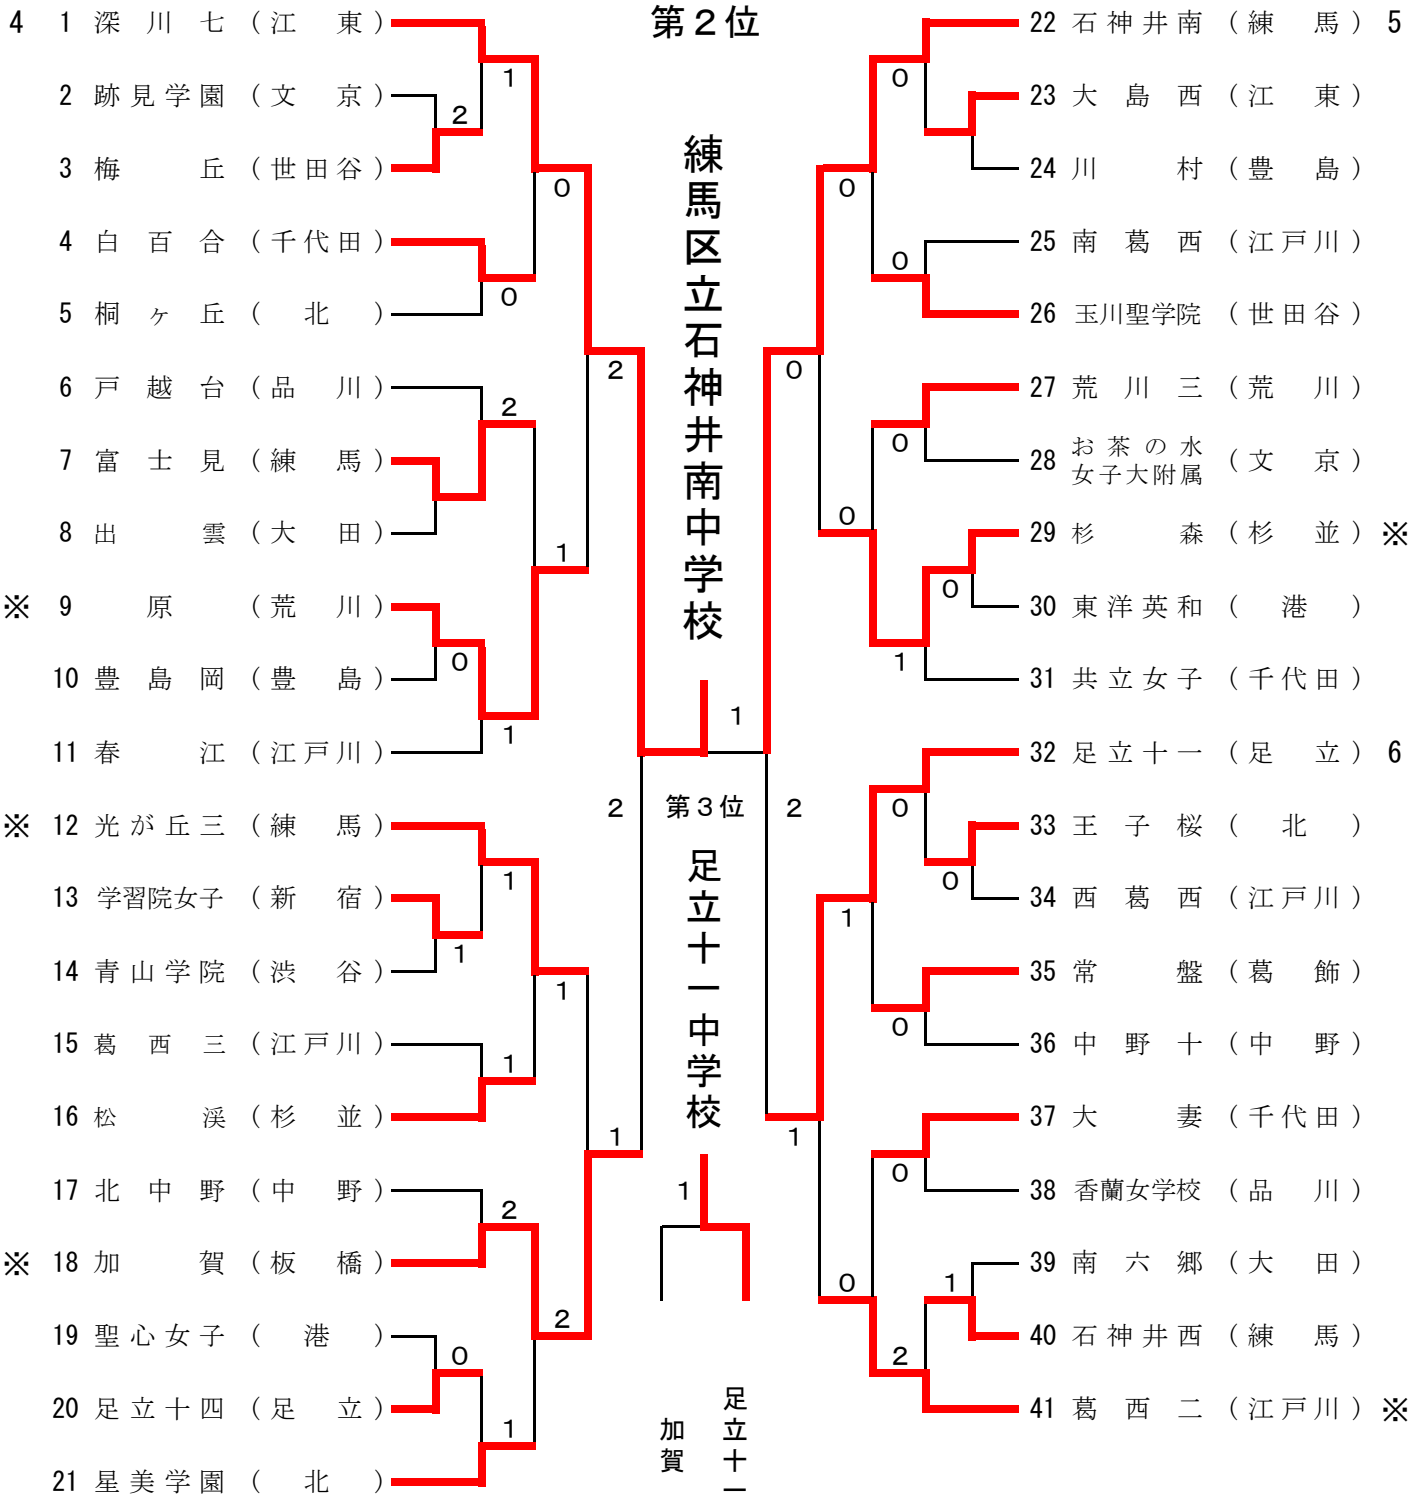 第２位
練馬区立石神井南中学校
4 1 深川七 (江東)
2 跡見学園 (文京)
3 梅丘 (世田谷)
4 白百合 (千代田)
5 桐ヶ丘 (北)
6 戸越台 (品川)
7 富士見 (練馬)
8 出雲 (大田)
※ 9 原 (荒川)
10 豊島岡 (豊島)
11 春江 (江戸川)
※ 12 光が丘三 (練馬)
13 学習院女子 (新宿)
14 青山学院 (渋谷)
15 葛西三 (江戸川)
16 松渓 (杉並)
17 北中野 (中野)
※ 18 加賀 (板橋)
19 聖心女子 (港)
20 足立十四 (足立)
21 星美学園 (北)
1
2
0
0
2
2
1
0
1
2
1
1
1
1
1
2
2
0
1
1
第３位
足立十一中学校
1
加賀
足立十一
0
0
0
0
0
0
0
1
2
0
1
0
0
1
0
0
1
2
22 石神井南 (練馬) 5
23 大島西 (江東)
24 川村 (豊島)
25 南葛西 (江戸川)
26 玉川聖学院 (世田谷)
27 荒川三 (荒川)
28 お茶の水
女子大附属 (文京)
29 杉森 (杉並) ※
30 東洋英和 (港)
31 共立女子 (千代田)
32 足立十一 (足立) 6
33 王子桜 (北)
34 西葛西 (江戸川)
35 常盤 (葛飾)
36 中野十 (中野)
37 大妻 (千代田)
38 香蘭女学校 (品川)
39 南六郷 (大田)
40 石神井西 (練馬)
41 葛西二 (江戸川) ※